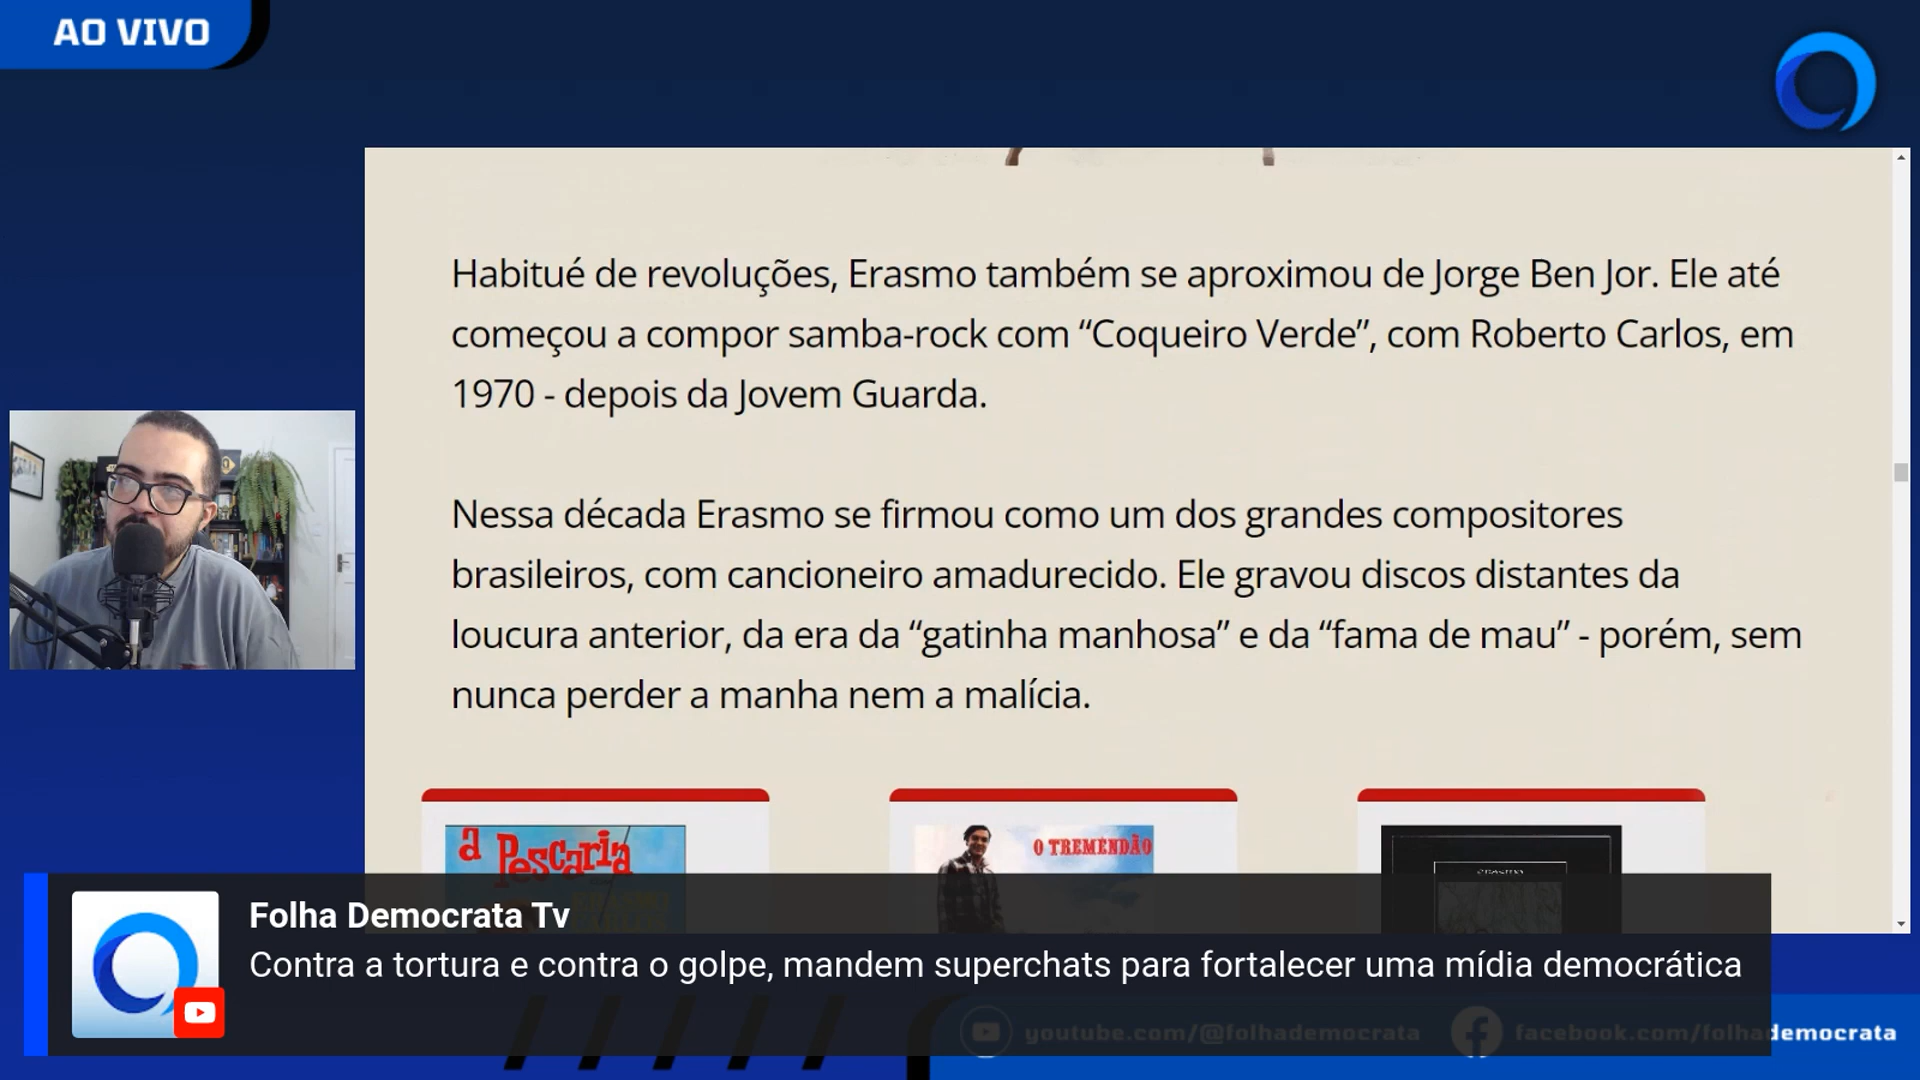 AO VIVO
Habitué de revoluções, Erasmo também se aproximou de Jorge Ben Jor. Ele até
começou a compor samba-rock com “Coqueiro Verde”, com Roberto Carlos, em
1970 - depois da Jovem Guarda.
Nessa década Erasmo se firmou como um dos grandes compositores
brasileiros, com cancioneiro amadurecido. Ele gravou discos distantes da
loucura anterior, da era da “gatinha manhosa” e da “fama de mau” - porém, sem
nunca perder a manha nem a malícia.
a Pescaria
O TREMENDÃO
ERASMO
Folha Democrata Tv
Contra a tortura e contra o golpe, mandem superchats para fortalecer uma mídia democrática
youtube.com/@folhademocrata
facebook.com/folhademocrata